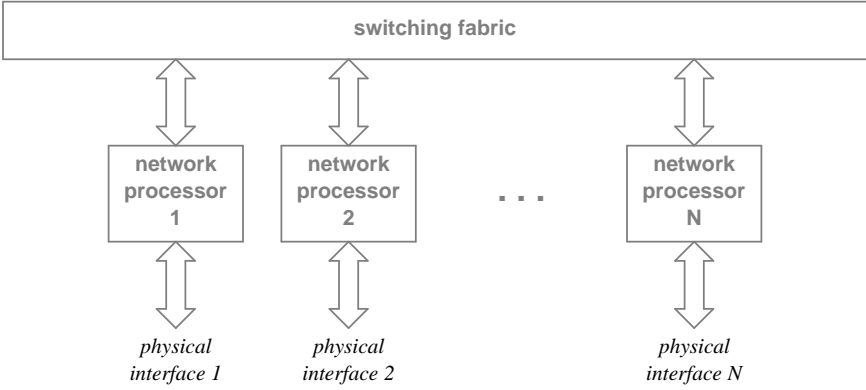 switching fabric
network
processor
1
network
processor
2
. . .
network
processor
N
physical
interface 1
physical
interface 2
physical
interface N